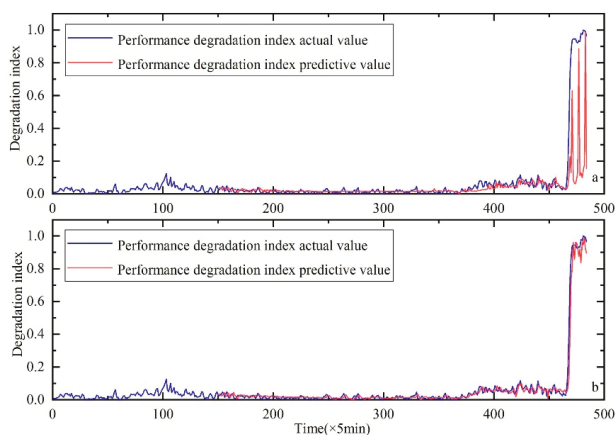 1.0
0.8
0.6
0.4
0.2
0.0
Degradation index
Performance degradation index actual value
Performance degradation index predictive value
a
0 100 200 300 400 500
1.0
0.8
0.6
0.4
0.2
0.0
Degradation index
Performance degradation index actual value
Performance degradation index predictive value
b
0 100 200 300 400 500
Time(×5min)